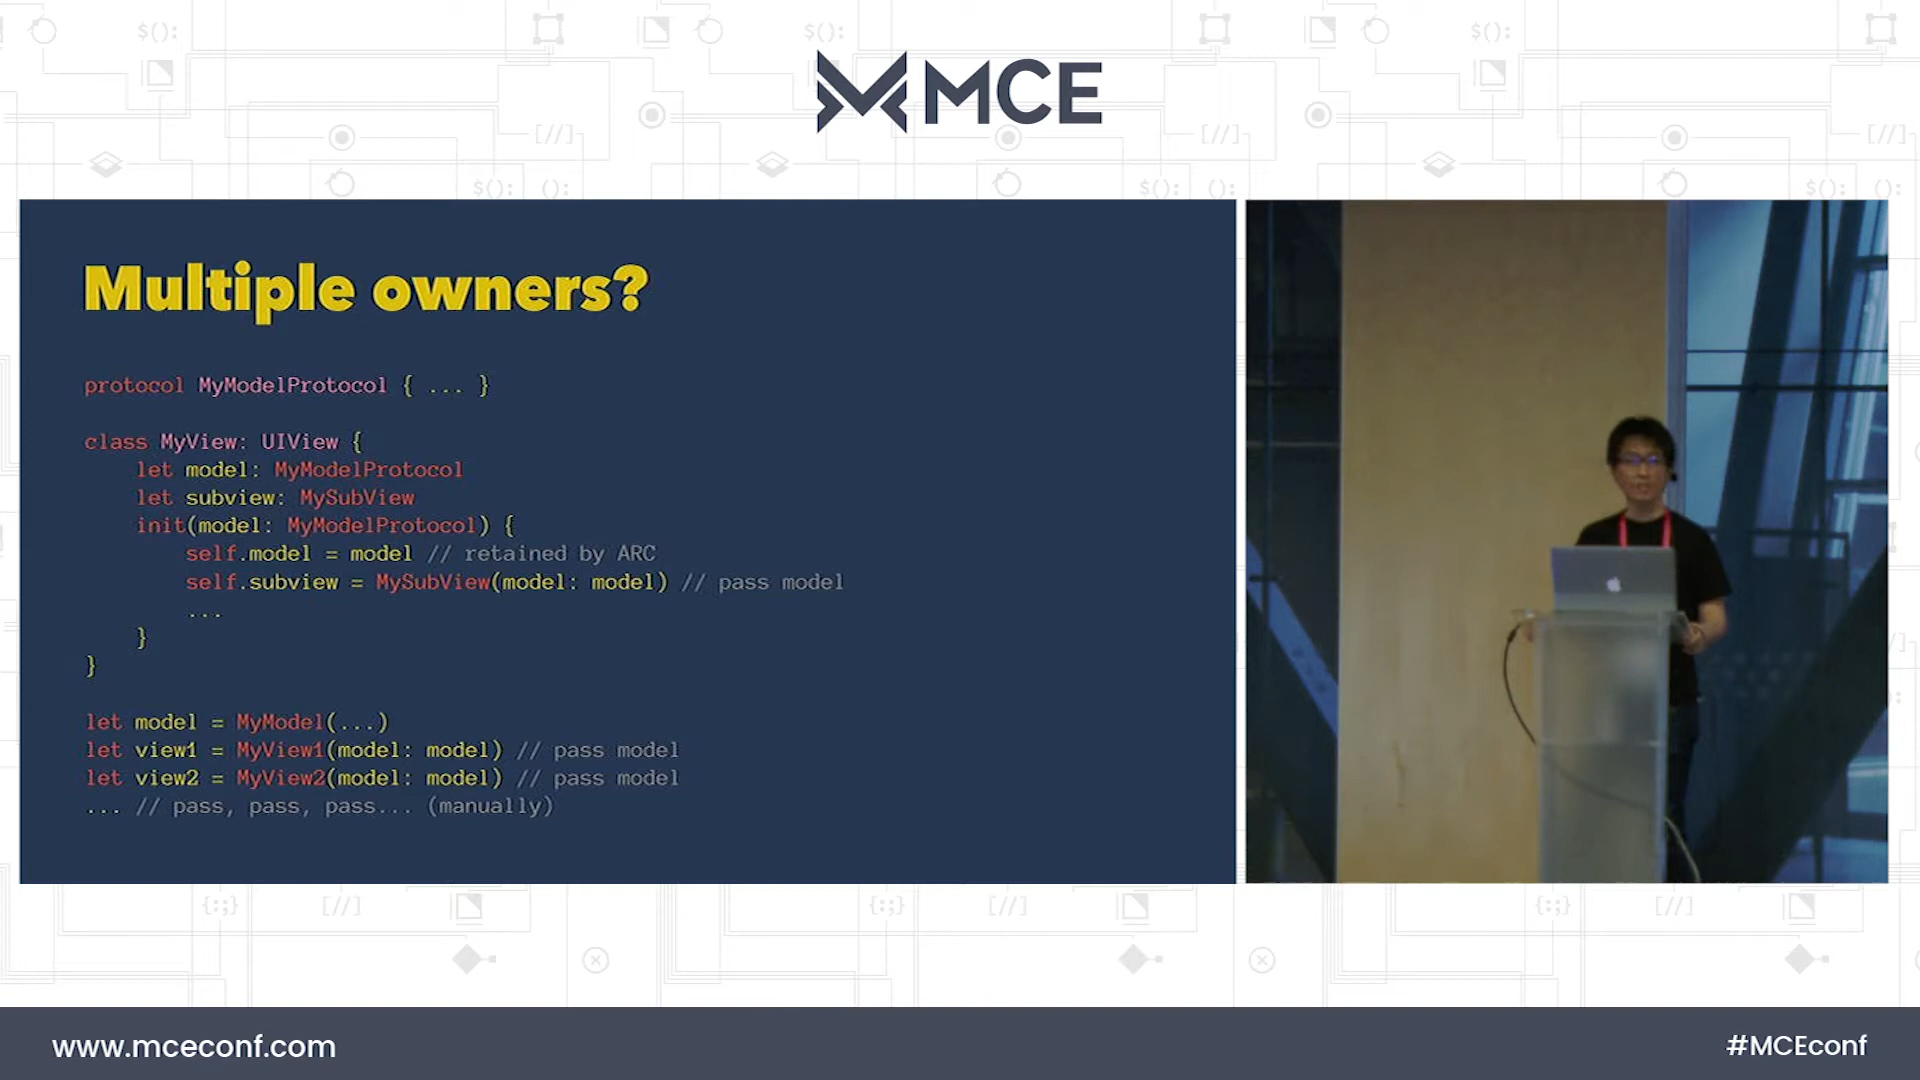 MCE
Multiple owners?
protocol MyModelProtocol { ... }
class MyView: UIView {
let model: MyModelProtocol
let subview: MySubView
init(model: MyModelProtocol) {
self.model = model // retained by ARC
self.subview = MySubView(model: model) // pass model
...
}
}
let model = MyModel(...)
let view1 = MyView1(model: model) // pass model
let view2 = MyView2(model: model) // pass model
... // pass, pass, pass... (manually)
www.mceconf.com
#MCEconf